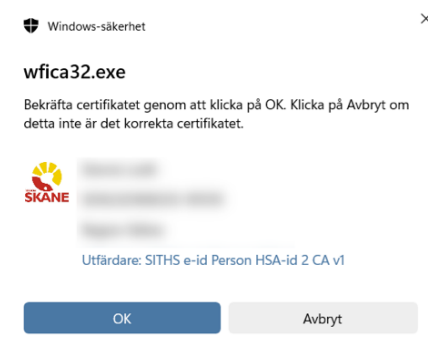 Windows-säkerhet
wfica32.exe
Bekräfta certifikatet genom att klicka på OK. Klicka på Avbryt om
detta inte är det korrekta certifikatet.
SKÅNE
Utfärdare: SITHS e-id Person HSA-id 2 CA v1
OK
Avbryt